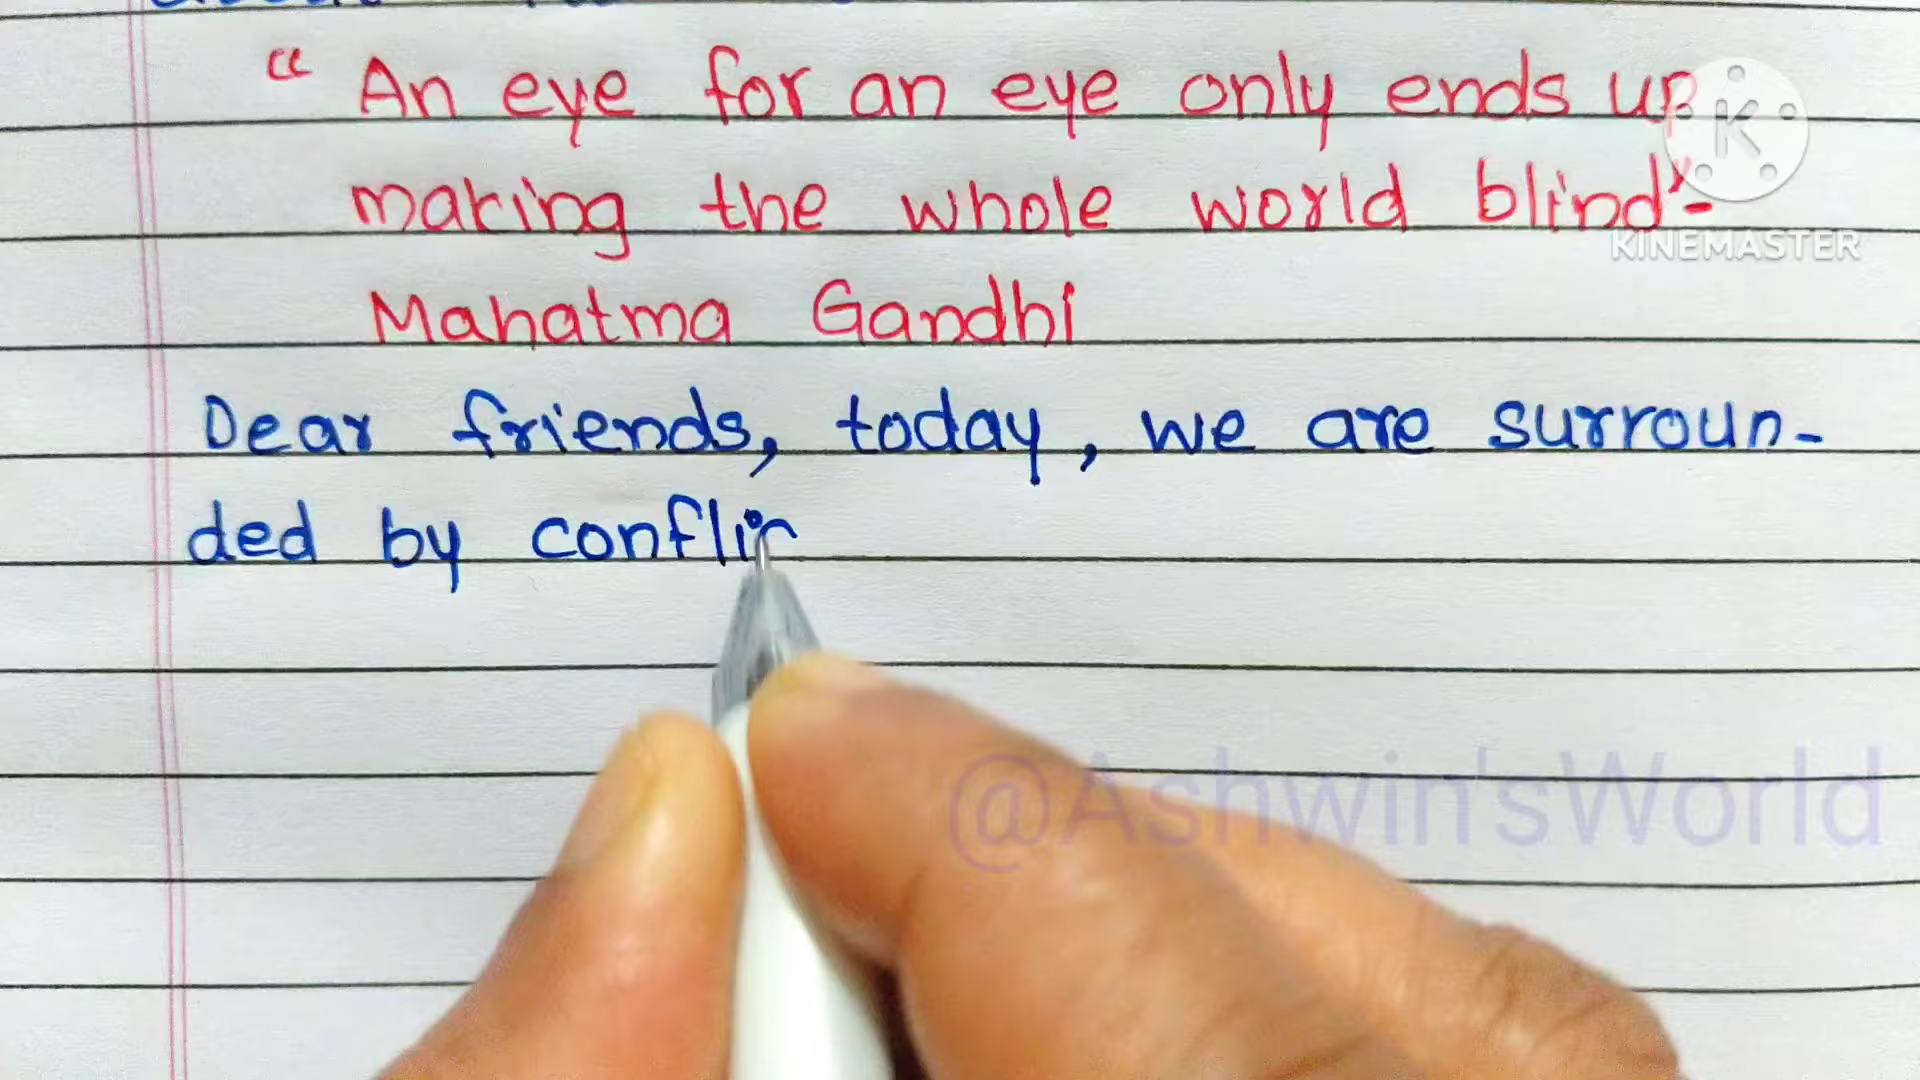 “ An eye for an eye only ends up
making the whole world blind”-
Mahatma Gandhi
Dear friends, today, we are surroun-
ded by
K
KINEMASTER
@Ashwin'sWorld